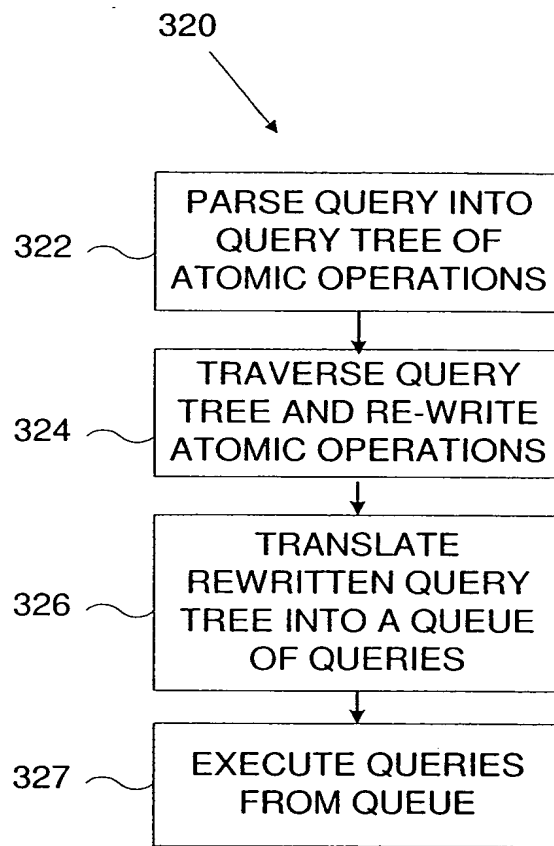 320
322
PARSE QUERY INTO
QUERY TREE OF
ATOMIC OPERATIONS
324
TRAVERSE QUERY
TREE AND RE-WRITE
ATOMIC OPERATIONS
326
TRANSLATE
REWRITTEN QUERY
TREE INTO A QUEUE
OF QUERIES
327
EXECUTE QUERIES
FROM QUEUE